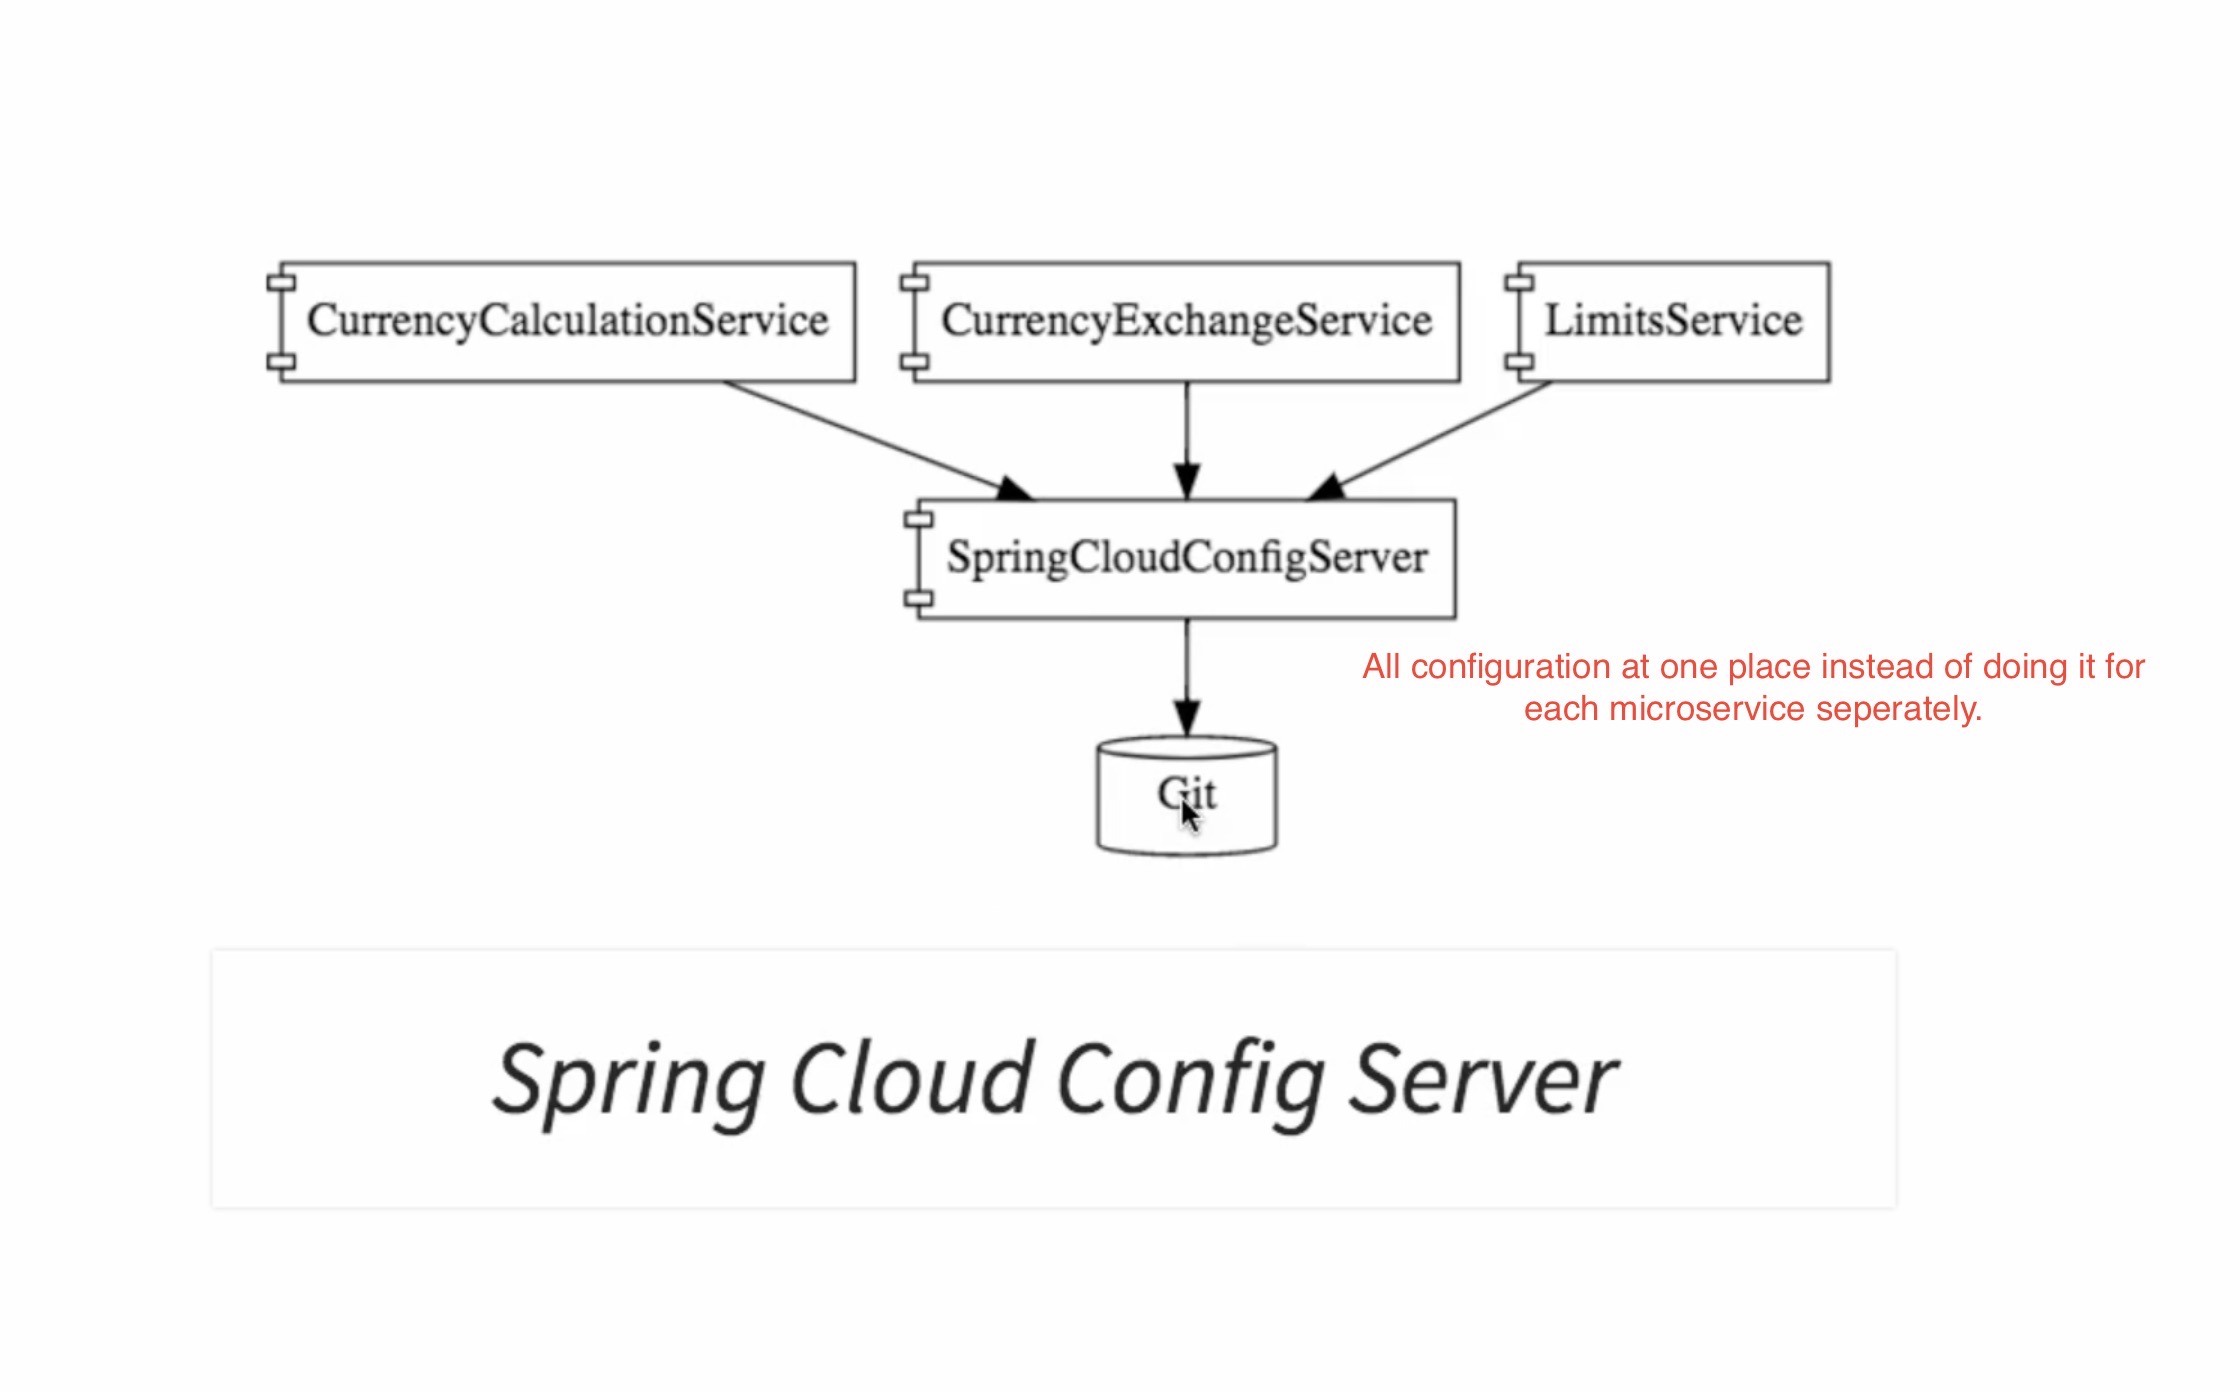 CurrencyCalculationService
CurrencyExchangeService
LimitsService
SpringCloudConfigServer
All configuration at one place instead of doing it for
each microservice seperately.
Git
Spring Cloud Config Server